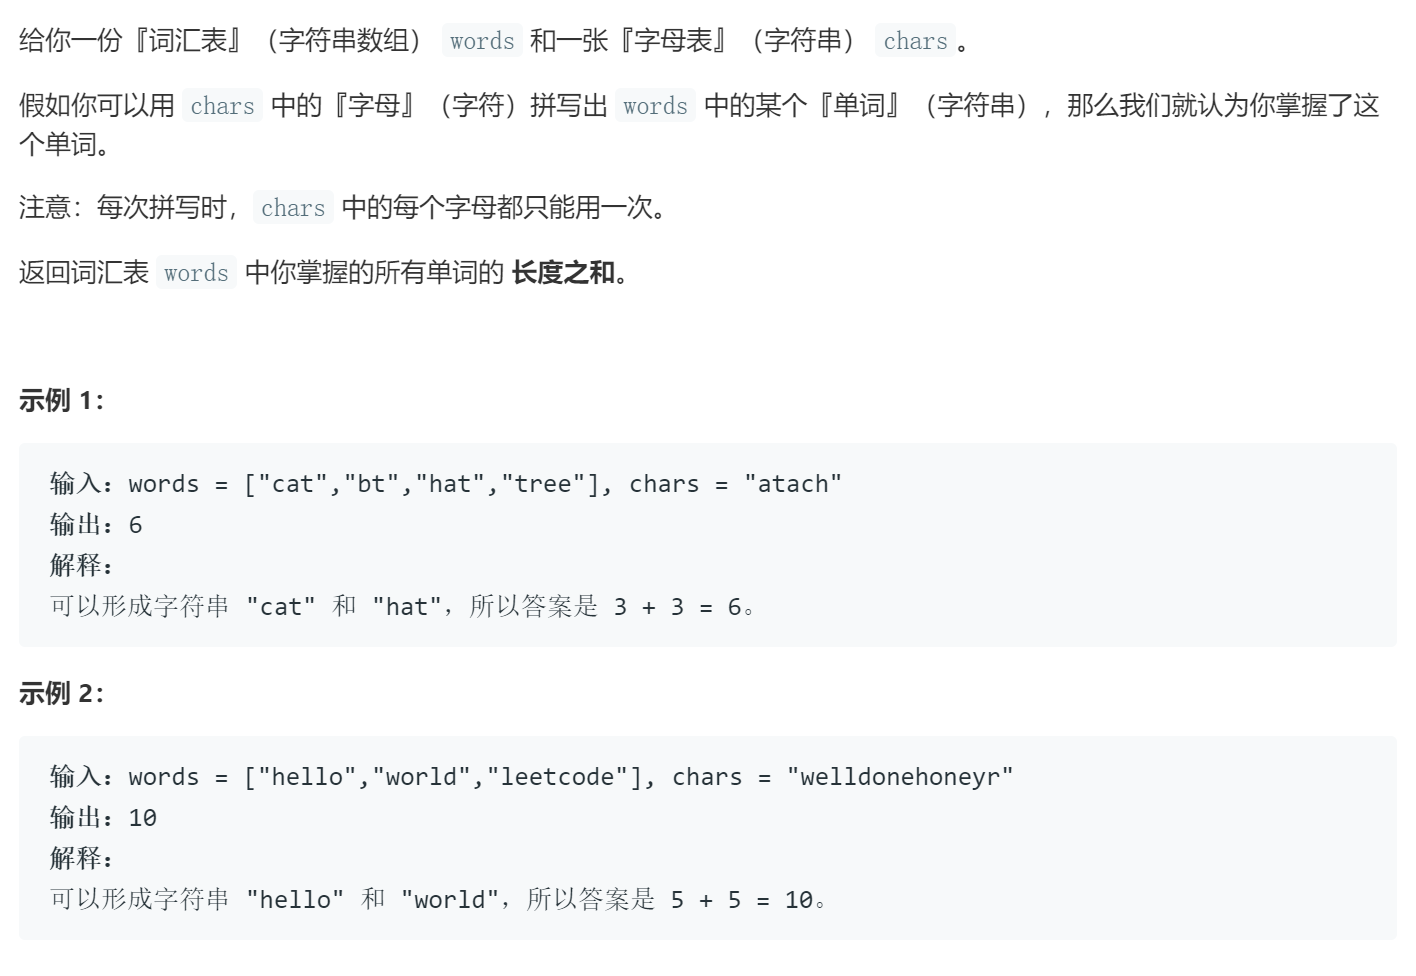 给你一份『词汇表』（字符串数组） words 和一张『字母表』（字符串） chars 。
假如你可以用 chars 中的『字母』（字符）拼写出 words 中的某个『单词』（字符串），那么我们就认为你掌握了这
个单词。
注意：每次拼写时，chars 中的每个字母都只能用一次。
返回词汇表 words 中你掌握的所有单词的 长度之和。
示例 1：
输入：words = ["cat","bt","hat","tree"], chars = "atach"
输出：6
解释：
可以形成字符串 "cat" 和 "hat"，所以答案是 3 + 3 = 6。
示例 2：
输入：words = ["hello","world","leetcode"], chars = "welldonehoneyr"
输出：10
解释：
可以形成字符串 "hello" 和 "world"，所以答案是 5 + 5 = 10。